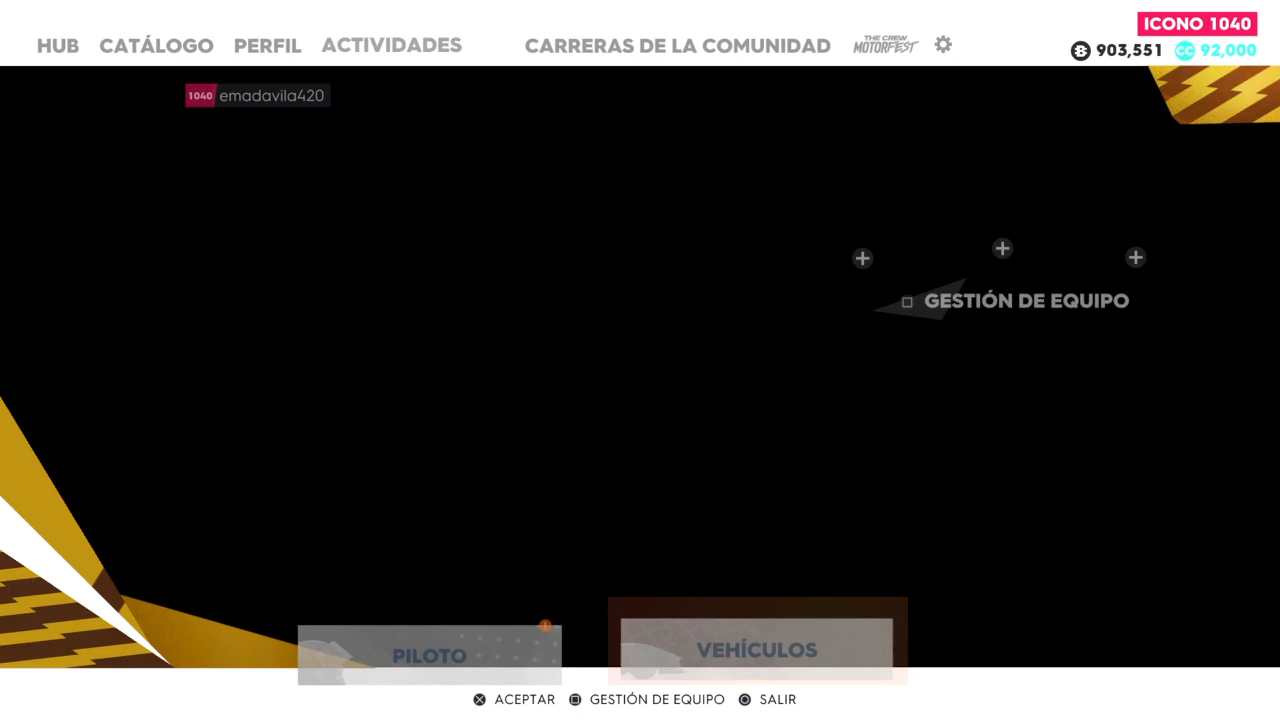 ICONO 1040
HUB CATÁLOGO PERFIL ACTIVIDADES CARRERAS DE LA COMUNIDAD THE CREW MOTORFEST
903,551 CC 92,000
1040 emadavila420
GESTIÓN DE EQUIPO
PILOTO
VEHÍCULOS
ACEPTAR GESTIÓN DE EQUIPO SALIR